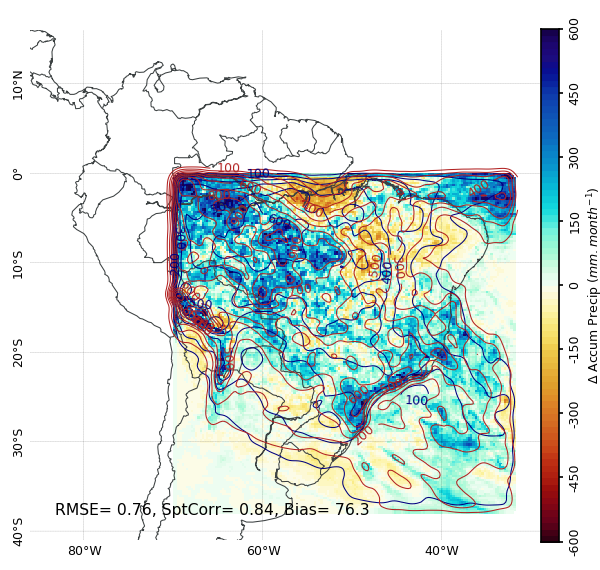 10°N
0°
10°S
20°S
30°S
40°S
80°W
60°W
40°W
100
100
100
RMSE= 0.76, SptCorr= 0.84, Bias= 76.3
600
450
300
150
0
-150
-300
-450
-600
Δ Accum Precip (mm. month⁻¹)